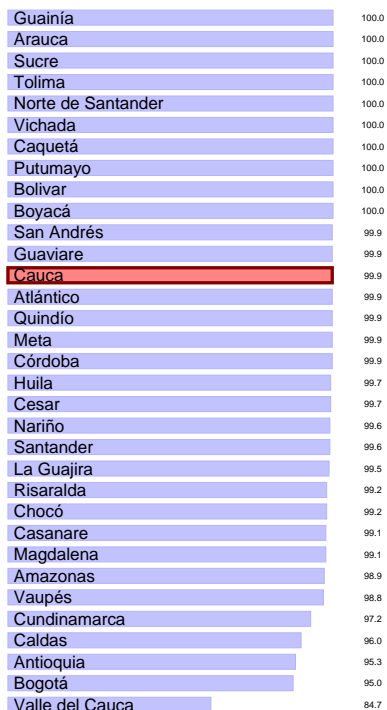 Guainía 100.0
Arauca 100.0
Sucre 100.0
Tolima 100.0
Norte de Santander 100.0
Vichada 100.0
Caquetá 100.0
Putumayo 100.0
Bolivar 100.0
Boyacá 100.0
San Andrés 99.9
Guaviare 99.9
Cauca 99.9
Atlántico 99.9
Quindío 99.9
Meta 99.9
Córdoba 99.9
Huila 99.7
Cesar 99.7
Nariño 99.6
Santander 99.6
La Guajira 99.5
Risaralda 99.2
Chocó 99.2
Casanare 99.1
Magdalena 99.1
Amazonas 98.9
Vaupés 98.8
Cundinamarca 97.2
Caldas 96.0
Antioquia 95.3
Bogotá 95.0
Valle del Cauca 84.7